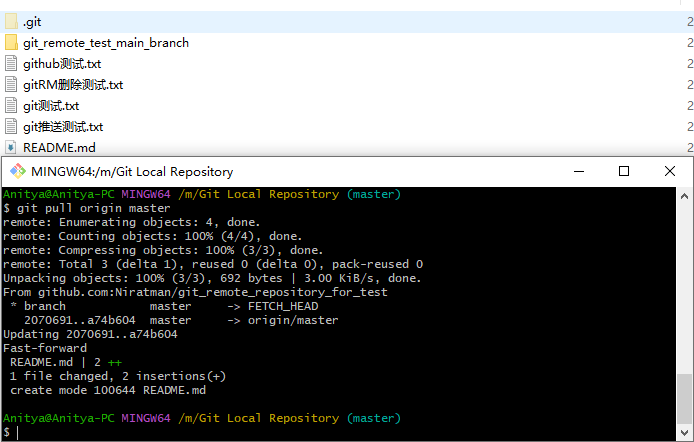 .git 2
git_remote_test_main_branch 2
github测试.txt 2
gitRM删除测试.txt 2
git测试.txt 2
git推送测试.txt 2
README.md 2
MINGW64:/m/Git Local Repository
Anitya@Anitya-PC MINGW64 /m/Git Local Repository (master)
$ git pull origin master
remote: Enumerating objects: 4, done.
remote: Counting objects: 100% (4/4), done.
remote: Compressing objects: 100% (3/3), done.
remote: Total 3 (delta 1), reused 0 (delta 0), pack-reused 0
Unpacking objects: 100% (3/3), 692 bytes | 3.00 KiB/s, done.
From github.com:Niratman/git_remote_repository_for_test
 * branch            master     -> FETCH_HEAD
   2070691..a74b604  master     -> origin/master
Updating 2070691..a74b604
Fast-forward
 README.md | 2 ++
 1 file changed, 2 insertions(+)
 create mode 100644 README.md
Anitya@Anitya-PC MINGW64 /m/Git Local Repository (master)
$